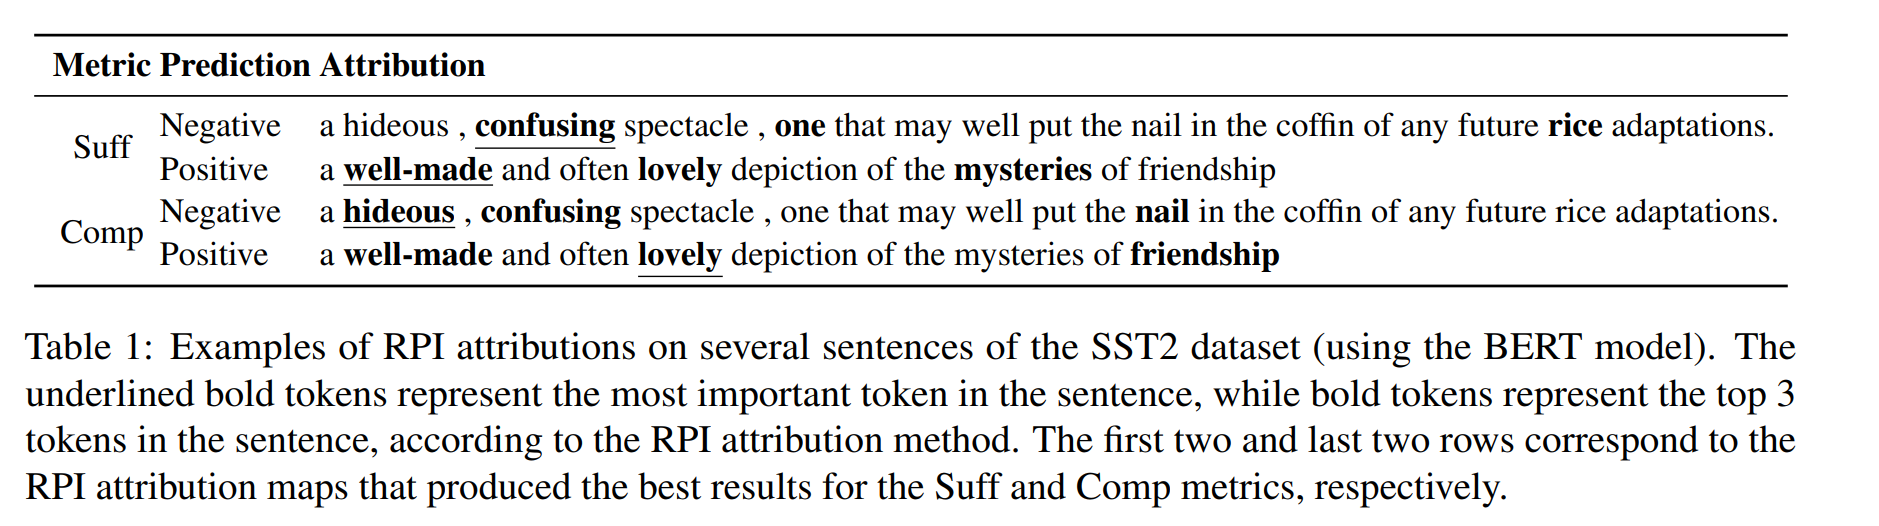 Metric Prediction Attribution
Suff
Negative a hideous , confusing spectacle , one that may well put the nail in the coffin of any future rice adaptations.
Positive a well-made and often lovely depiction of the mysteries of friendship
Comp
Negative a hideous , confusing spectacle , one that may well put the nail in the coffin of any future rice adaptations.
Positive a well-made and often lovely depiction of the mysteries of friendship
Table 1: Examples of RPI attributions on several sentences of the SST2 dataset (using the BERT model). The
underlined bold tokens represent the most important token in the sentence, while bold tokens represent the top 3
tokens in the sentence, according to the RPI attribution method. The first two and last two rows correspond to the
RPI attribution maps that produced the best results for the Suff and Comp metrics, respectively.